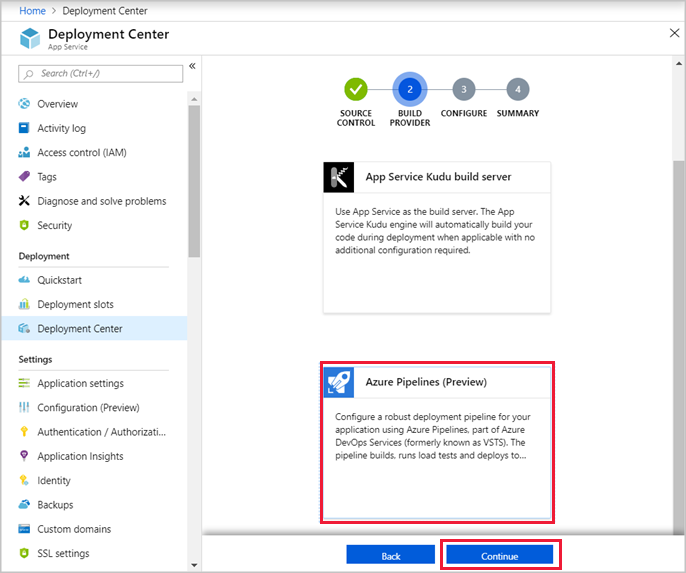 Home > Deployment Center
Deployment Center
App Service
Search (Ctrl+/)
Overview
Activity log
Access control (IAM)
Tags
Diagnose and solve problems
Security
Deployment
Quickstart
Deployment slots
Deployment Center
Settings
Application settings
Configuration (Preview)
Authentication / Authorizati...
Application Insights
Identity
Backups
Custom domains
SSL settings
2
3
4
SOURCE CONTROL
BUILD PROVIDER
CONFIGURE
SUMMARY
App Service Kudu build server
Use App Service as the build server. The App
Service Kudu engine will automatically build your
code during deployment when applicable with no
additional configuration required.
Azure Pipelines (Preview)
Configure a robust deployment pipeline for your
application using Azure Pipelines, part of Azure
DevOps Services (formerly known as VSTS). The
pipeline builds, runs load tests and deploys to...
Back
Continue